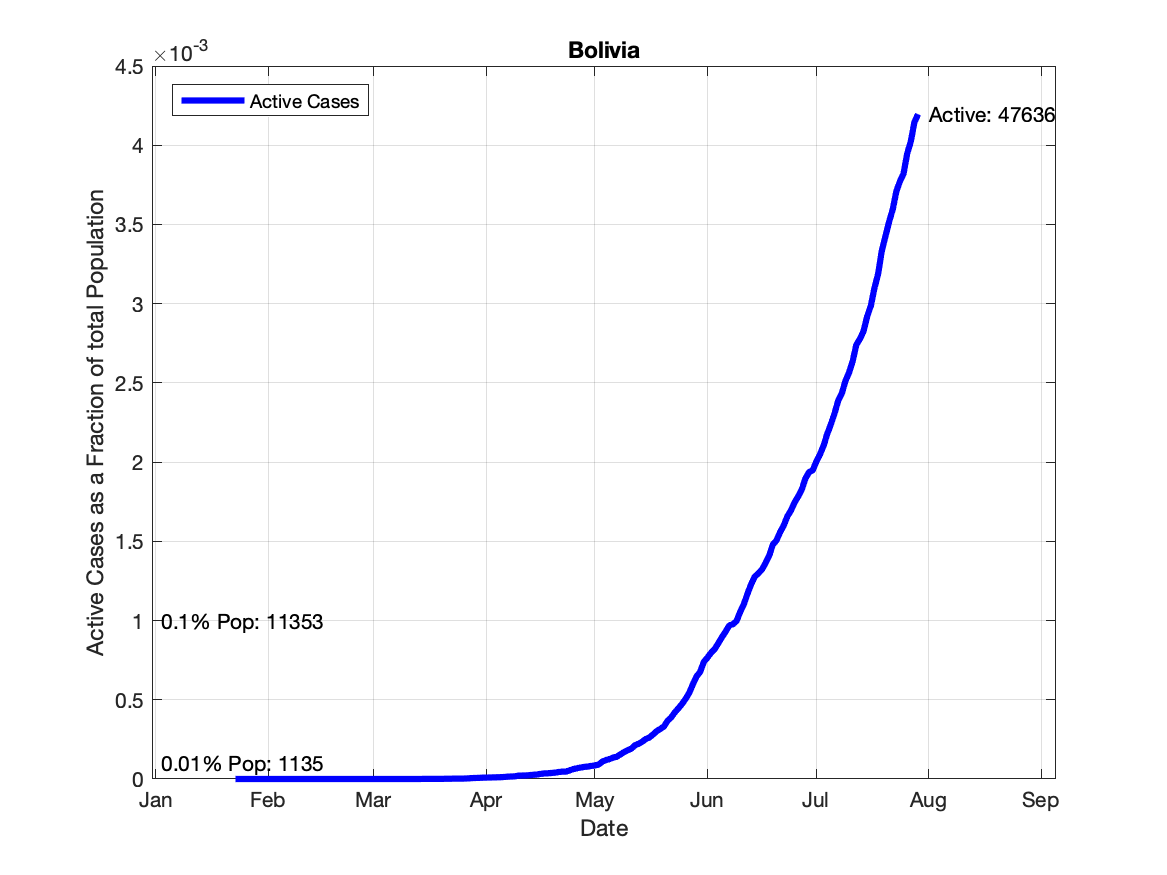 Bolivia
×10-3
4.5
4
3.5
3
2.5
2
1.5
1
0.5
0
Active Cases as a Fraction of total Population
Active Cases
Active: 47636
0.1% Pop: 11353
0.01% Pop: 1135
Jan Feb Mar Apr May Jun Jul Aug Sep
Date